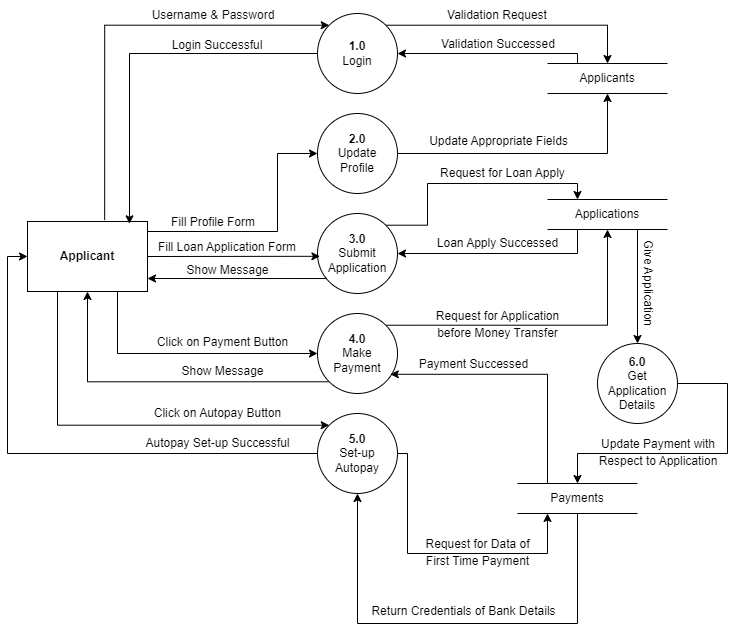 Username & Password
Validation Request
1.0
Login
Login Successful
Validation Successed
Applicants
2.0
Update
Profile
Update Appropriate Fields
Request for Loan Apply
Fill Profile Form
Applications
Applicant
Fill Loan Application Form
3.0
Submit
Application
Loan Apply Successed
Show Message
Give Application
Request for Application
before Money Transfer
4.0
Make
Payment
Click on Payment Button
Show Message
Payment Successed
6.0
Get
Application
Details
Click on Autopay Button
5.0
Set-up
Autopay
Autopay Set-up Successful
Update Payment with
Respect to Application
Payments
Request for Data of
First Time Payment
Return Credentials of Bank Details